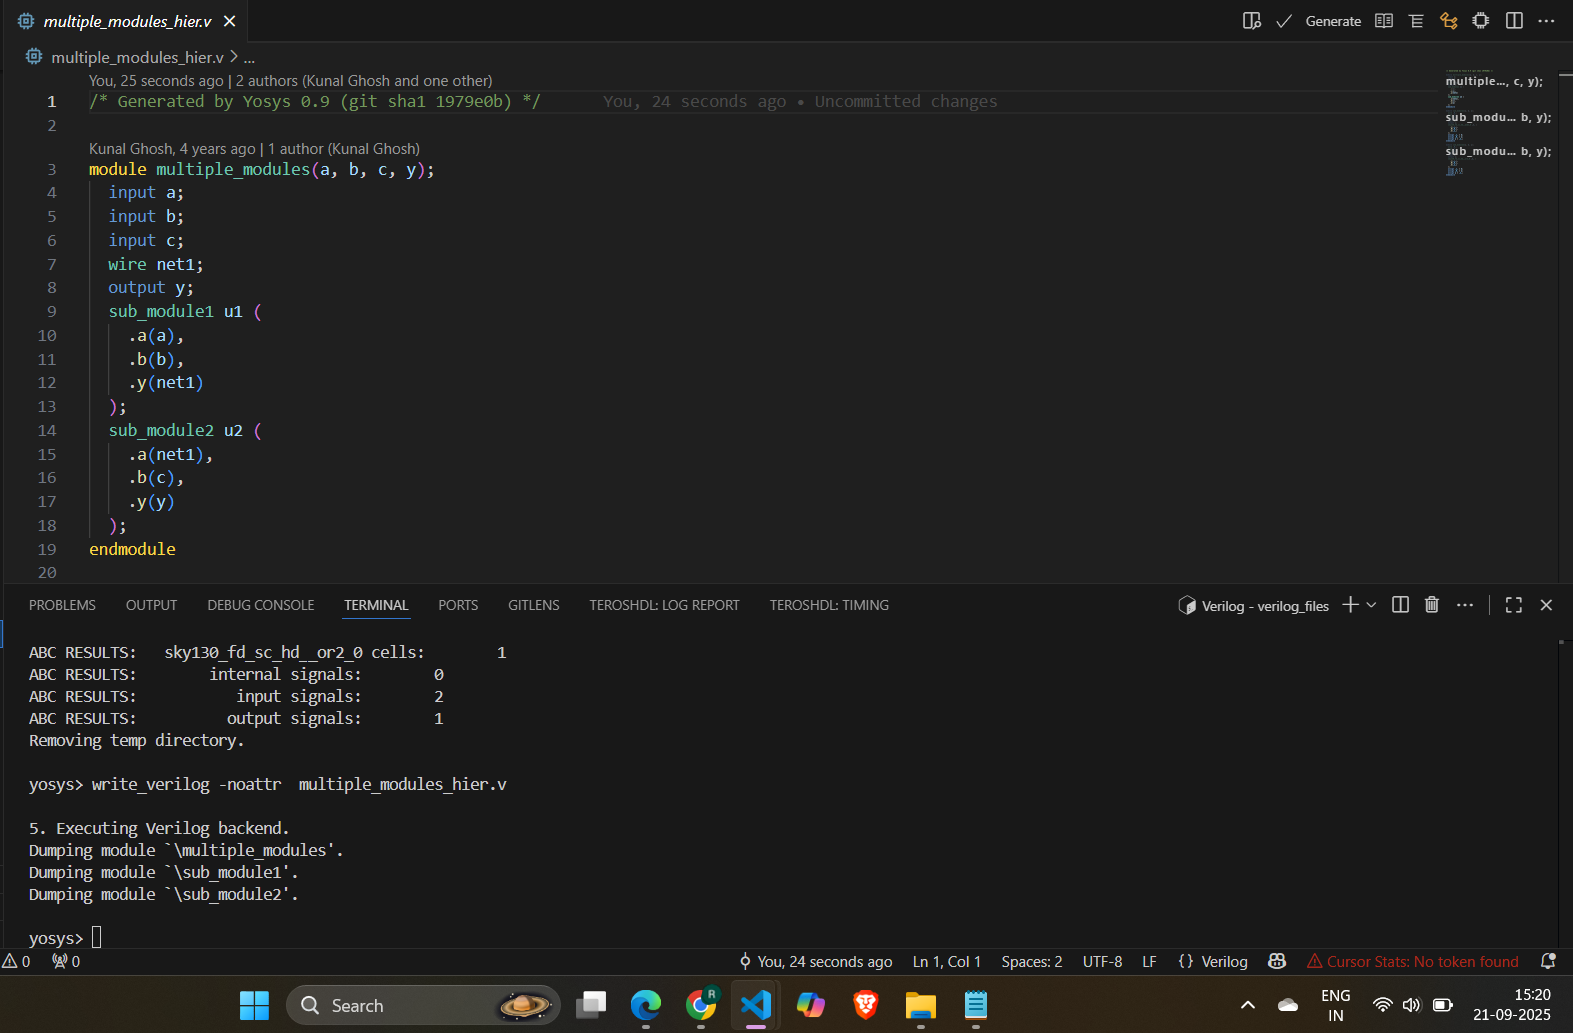 multiple_modules_hier.v
Generate
multiple_modules_hier.v > ...
You, 25 seconds ago | 2 authors (Kunal Ghosh and one other)
1 /* Generated by Yosys 0.9 (git sha1 1979e0b) */ You, 24 seconds ago • Uncommitted changes
2
Kunal Ghosh, 4 years ago | 1 author (Kunal Ghosh)
3 module multiple_modules(a, b, c, y);
4 input a;
5 input b;
6 input c;
7 wire net1;
8 output y;
9 sub_module1 u1 (
10 .a(a),
11 .b(b),
12 .y(net1)
13 );
14 sub_module2 u2 (
15 .a(net1),
16 .b(c),
17 .y(y)
18 );
19 endmodule
20
multiple..., c, y);
sub_modu... b, y);
sub_modu... b, y);
PROBLEMS OUTPUT DEBUG CONSOLE TERMINAL PORTS GITLENS TEROSHDL: LOG REPORT TEROSHDL: TIMING Verilog - verilog_files
ABC RESULTS: sky130_fd_sc_hd__or2_0 cells: 1
ABC RESULTS: internal signals: 0
ABC RESULTS: input signals: 2
ABC RESULTS: output signals: 1
Removing temp directory.
yosys> write_verilog -noattr multiple_modules_hier.v
5. Executing Verilog backend.
Dumping module `\multiple_modules'.
Dumping module `\sub_module1'.
Dumping module `\sub_module2'.
yosys>
0 0 You, 24 seconds ago Ln 1, Col 1 Spaces: 2 UTF-8 LF {} Verilog Cursor Stats: No token found
Search
R
ENG
IN
15:20
21-09-2025